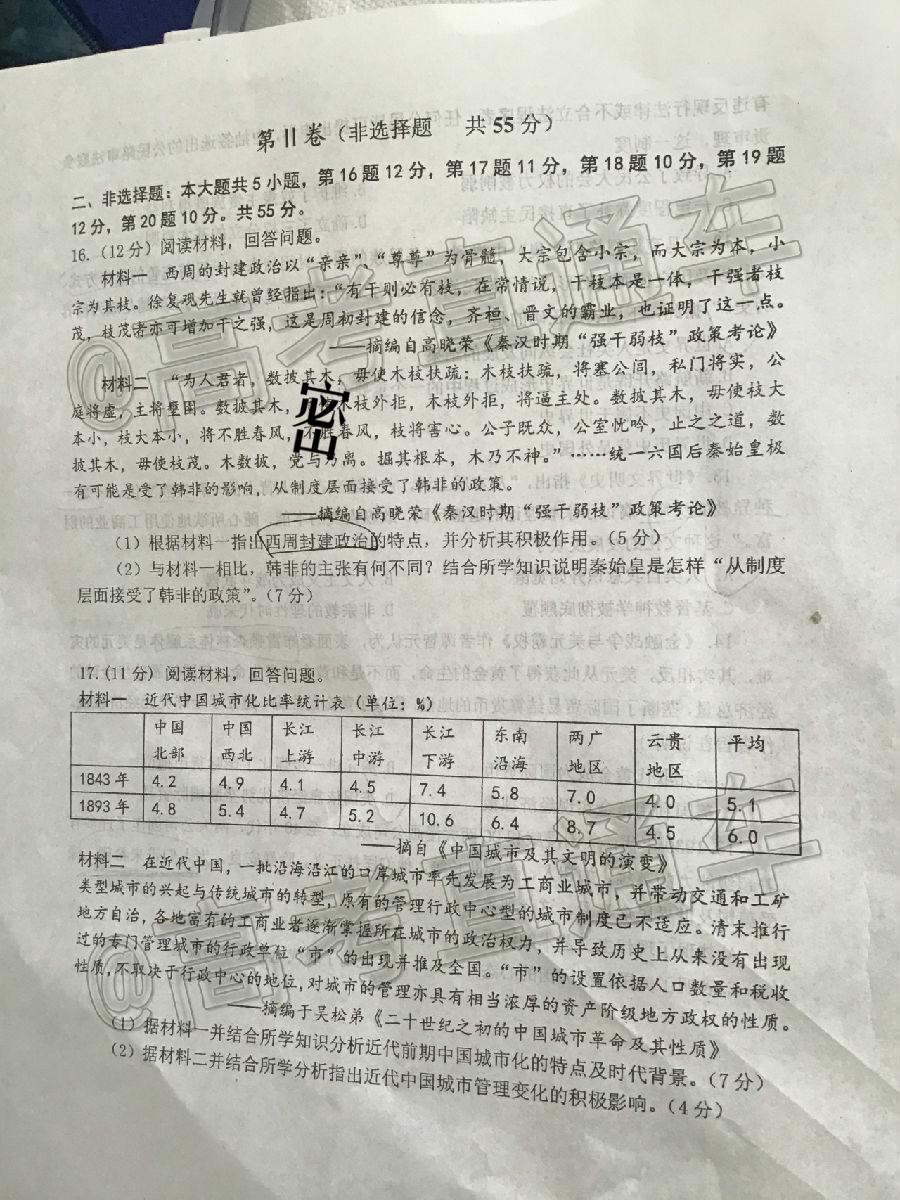 第Ⅱ卷（非选择题　共55分）
二、非选择题：本大题共5小题，第16题12分，第17题11分，第18题10分，第19题
12分，第20题10分。共55分。
16.（12分）阅读材料，回答问题。
材料一　西周的封建政治以“亲亲”“尊尊”为骨髓，大宗包含小宗，而大宗为本，小
宗为其枝。徐复观先生就曾经指出：“有干则必有枝，在常情说，干枝本是一体，干强者枝
茂，枝茂者亦可增加干之强，这是周初封建的信念，齐桓、晋文的霸业，也证明了这一点。
——摘编自高晓荣《秦汉时期“强干弱枝”政策考论》
材料二　“为人君者，数披其木，毋使木枝扶疏；木枝扶疏，将塞公闾，私门将实，公
庭将虚，主将壅围。数披其木，木枝外拒，木枝外拒，将逼主处。数披其木，毋使枝大
本小，枝大本小，将不胜春风，不胜春风，枝将害心。公子既众，公室忧吟，止之之道，数
披其木，毋使枝茂。木数披，党与乃离。掘其根本，木乃不神。”……统一六国后秦始皇极
有可能是受了韩非的影响，从制度层面接受了韩非的政策。
——摘编自高晓荣《秦汉时期“强干弱枝”政策考论》
密
出
（1）根据材料一指出西周封建政治的特点，并分析其积极作用。（5分）
（2）与材料一相比，韩非的主张有何不同？结合所学知识说明秦始皇是怎样“从制度
层面接受了韩非的政策”。（7分）
17.（11分）阅读材料，回答问题。
材料一　近代中国城市化比率统计表（单位：%）
中国北部　中国西北　长江上游　长江中游　长江下游　东南沿海　两广地区　云贵地区　平均
1843年　4.2　4.9　4.1　4.5　7.4　5.8　7.0　4.0　5.1
1893年　4.8　5.4　4.7　5.2　10.6　6.4　8.7　4.5　6.0
——摘自《中国城市及其文明的演变》
材料二　在近代中国，一批沿海沿江的口岸城市率先发展为工商业城市，并带动交通和工矿
类型城市的兴起与传统城市的转型，原有的管理行政中心型的城市制度已不适应。清末推行
地方自治，各地富有的工商业者逐渐掌握所在城市的政治权力，并导致历史上从来没有出现
过的专门管理城市的行政单位“市”的出现并推及全国。“市”的设置依据人口数量和税收
性质，不取决于行政中心的地位，对城市的管理亦具有相当浓厚的资产阶级地方政权的性质。
——摘编于吴松弟《二十世纪之初的中国城市革命及其性质》
（1）据材料一并结合所学知识分析近代前期中国城市化的特点及时代背景。（7分）
（2）据材料二并结合所学分析指出近代中国城市管理变化的积极影响。（4分）
@高考直通车
@高考直通车